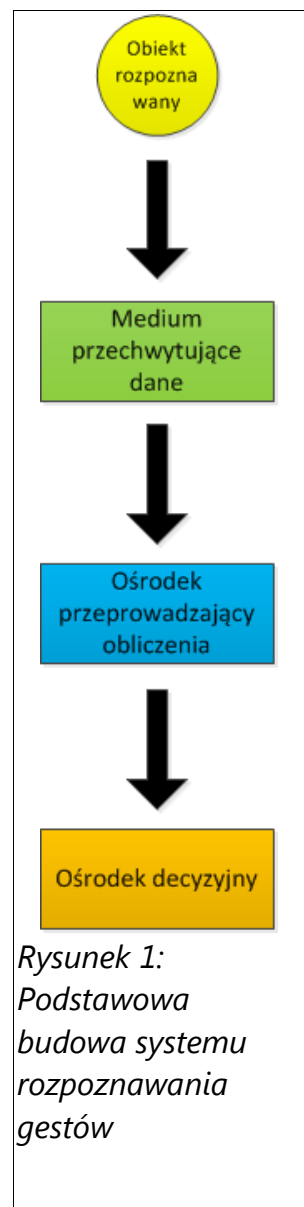 Obiekt
rozpozna
wany
Medium
przechwytujące
dane
Ośrodek
przeprowadzający
obliczenia
Ośrodek decyzyjny
Rysunek 1:
Podstawowa
budowa systemu
rozpoznawania
gestów